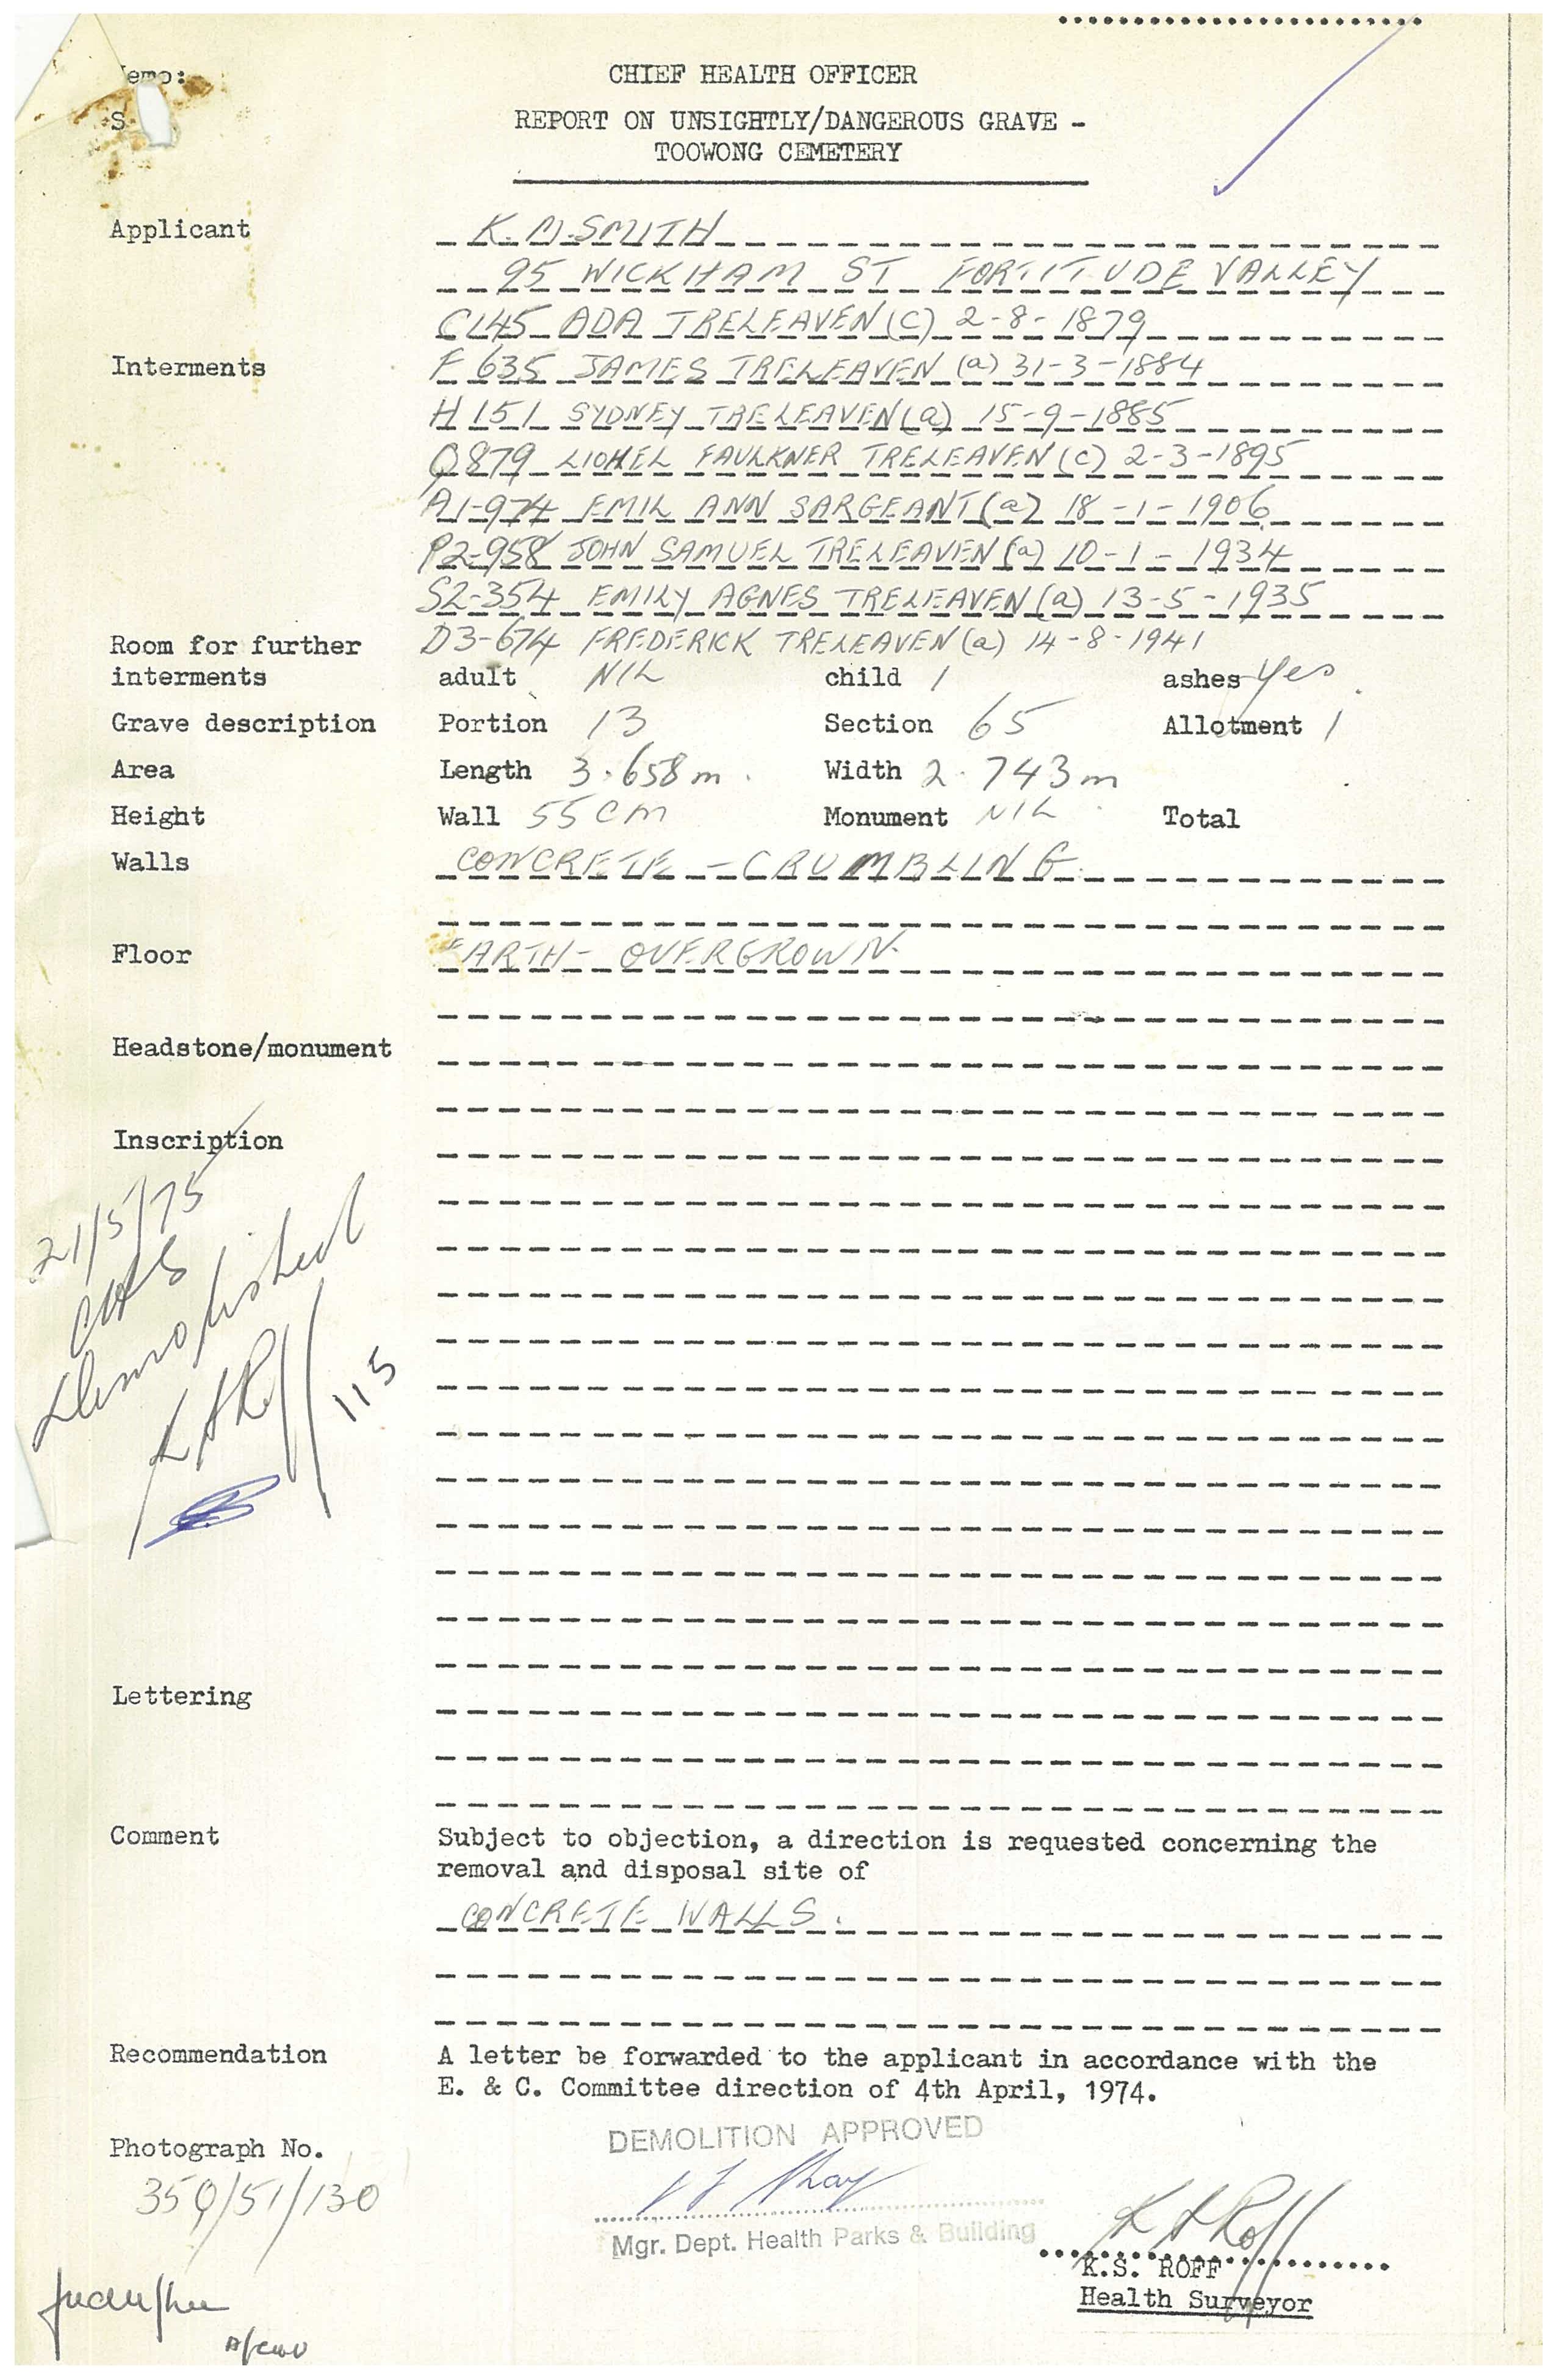 CHIEF HEALTH OFFICER
REPORT ON UNSIGHTLY/DANGEROUS GRAVE -
TOOWONG CEMETERY
Applicant K. M. SMITH
95 WICKHAM ST FORTITUDE VALLEY
C145 ADA TRELEAVEN (C) 2-8-1879
Interments F 635 JAMES TRELEAVEN (a) 31-3-1884
H 151 SYDNEY TRELEAVEN (a) 15-9-1885
Q879 LIONEL FAULKNER TRELEAVEN (C) 2-3-1895
A1-974 EMIL ANN SARGEANT (a) 18-1-1906
P2-958 JOHN SAMUEL TRELEAVEN (a) 10-1-1934
S2-354 EMILY AGNES TRELEAVEN (a) 13-5-1935
Room for further D3-674 FREDERICK TRELEAVEN (a) 14-8-1941
interments adult NIL child 1 ashes Yes
Grave description Portion 13 Section 65 Allotment 1
Area Length 3.658 m. Width 2.743 m
Height Wall 55 cm Monument NIL Total
Walls CONCRETE - CRUMBLING
Floor EARTH - OVERGROWN
Headstone/monument
Inscription
21/5/75
Demolished
K S Roff
115
Lettering
Comment Subject to objection, a direction is requested concerning the
removal and disposal site of
CONCRETE WALLS.
Recommendation A letter be forwarded to the applicant in accordance with the
E. & C. Committee direction of 4th April, 1974.
DEMOLITION APPROVED
Photograph No.
350/51/130
Mgr. Dept. Health Parks & Building
K S Roff
K.S. ROFF
Health Surveyor